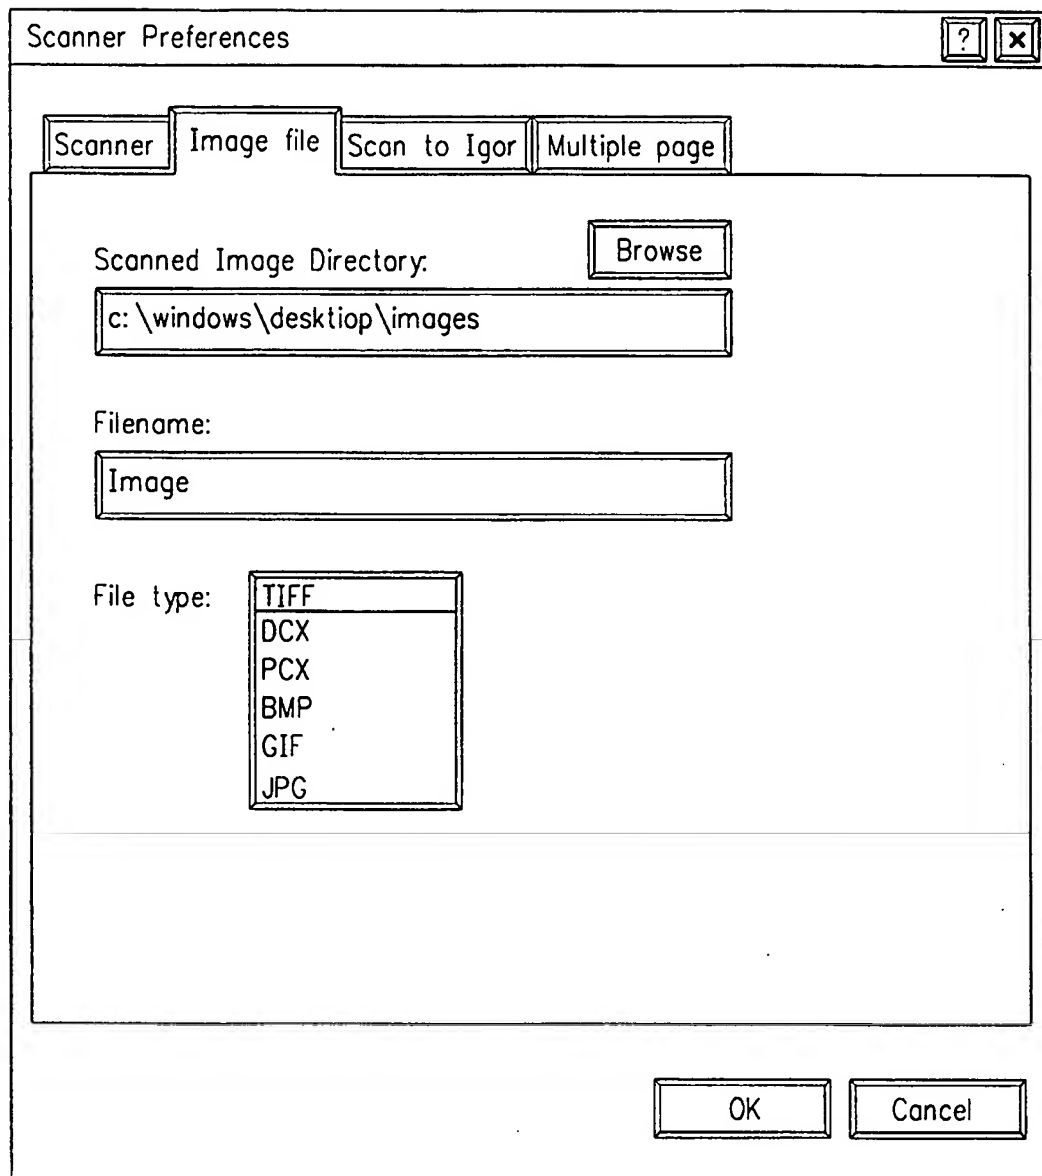 Scanner Preferences ? ×
Scanner Image file Scan to Igor Multiple page
Browse
Scanned Image Directory:
c: \windows\desktiop\images
Filename:
Image
File type:
TIFF
DCX
PCX
BMP
GIF
JPG
OK Cancel